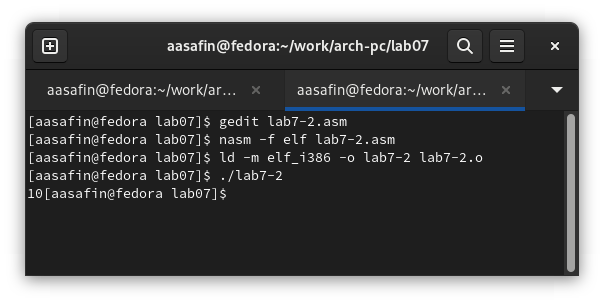 aasafin@fedora:~/work/arch-pc/lab07
aasafin@fedora:~/work/ar...
aasafin@fedora:~/work/ar...
[aasafin@fedora lab07]$ gedit lab7-2.asm
[aasafin@fedora lab07]$ nasm -f elf lab7-2.asm
[aasafin@fedora lab07]$ ld -m elf_i386 -o lab7-2 lab7-2.o
[aasafin@fedora lab07]$ ./lab7-2
10[aasafin@fedora lab07]$